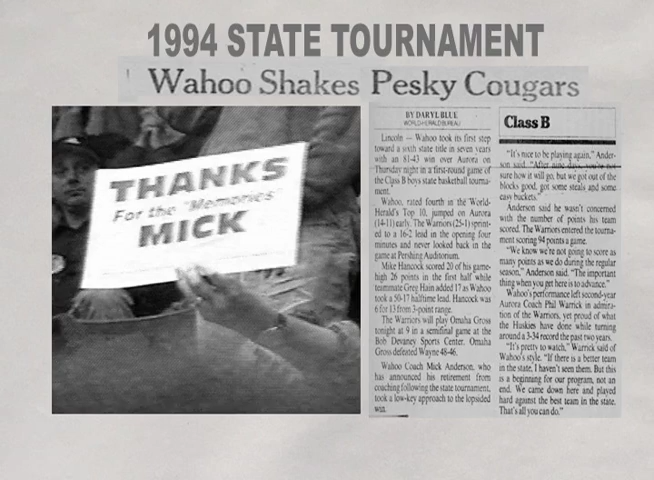 1994 STATE TOURNAMENT
Wahoo Shakes Pesky Cougars
THANKS
For the "Memories"
MICK
BY DARYL BLUE
WORLD-HERALD BUREAU
Lincoln — Wahoo took its first step
toward a sixth state title in seven years
with an 81-43 win over Aurora on
Thursday night in a first-round game of
the Class B boys state basketball tourna-
ment.
Wahoo, rated fourth in the World-
Herald's Top 10, jumped on Aurora
(14-11) early. The Warriors (25-1) sprint-
ed to a 16-2 lead in the opening four
minutes and never looked back in the
game at Pershing Auditorium.
Mike Hancock scored 20 of his game-
high 26 points in the first half while
teammate Greg Hain added 17 as Wahoo
took a 50-17 halftime lead. Hancock was
6 for 13 from 3-point range.
The Warriors will play Omaha Gross
tonight at 9 in a semifinal game at the
Bob Devaney Sports Center. Omaha
Gross defeated Wayne 48-46.
Wahoo Coach Mick Anderson, who
has announced his retirement from
coaching following the state tournament,
took a low-key approach to the lopsided
win.
Class B
"It's nice to be playing again," Ander-
son said. "After nine days, you're not
sure how it will go, but we got out of the
blocks good, got some steals and some
easy buckets."
Anderson said he wasn't concerned
with the number of points his team
scored. The Warriors entered the tourna-
ment scoring 94 points a game.
"We know we're not going to score as
many points as we do during the regular
season," Anderson said. "The important
thing when you get here is to advance."
Wahoo's performance left second-year
Aurora Coach Phil Warrick in admira-
tion of the Warriors, yet proud of what
the Huskies have done while turning
around a 3-34 record the past two years.
"It's pretty to watch," Warrick said of
Wahoo's style. "If there is a better team
in the state, I haven't seen them. But this
is a beginning for our program, not an
end. We came down here and played
hard against the best team in the state.
That's all you can do."